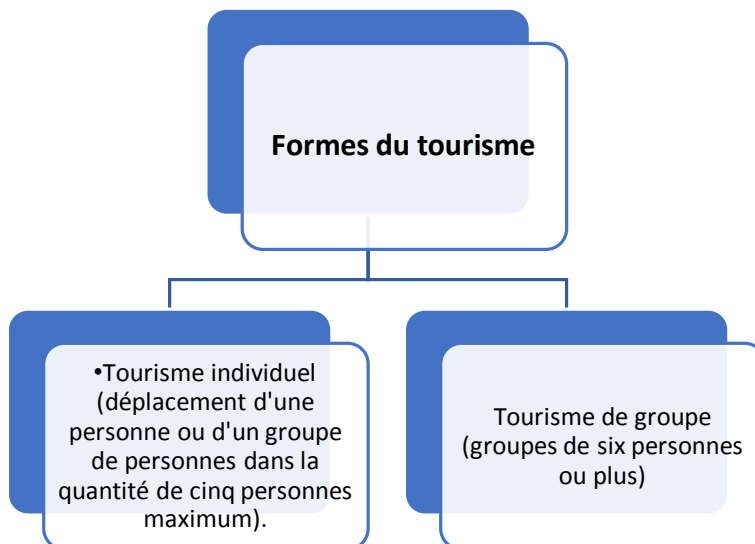 Formes du tourisme
•Tourisme individuel
(déplacement d'une
personne ou d'un groupe
de personnes dans la
quantité de cinq personnes
maximum).
Tourisme de groupe
(groupes de six personnes
ou plus)